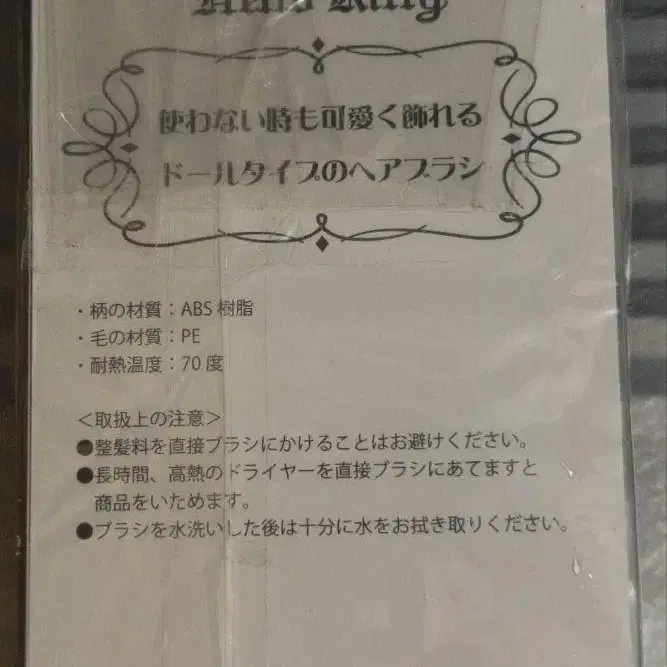 使わない時も可愛く飾れる
ドールタイプのヘアブラシ
・柄の材質：ABS 樹脂
・毛の材質：PE
・耐熱温度：70 度
＜取扱上の注意＞
●整髪料を直接ブラシにかけることはお避けください。
●長時間、高熱のドライヤーを直接ブラシにあてますと
商品をいためます。
●ブラシを水洗いした後は十分に水をお拭き取りください。